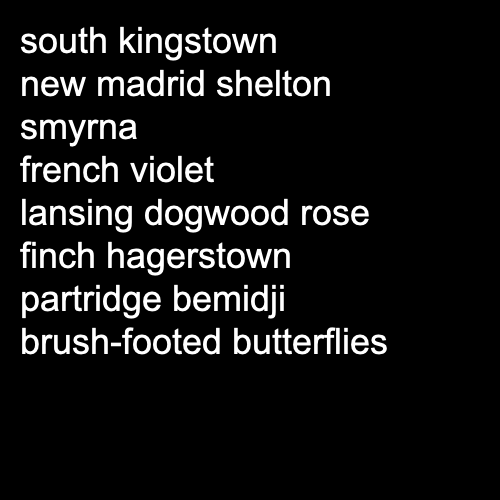 south kingstown
new madrid shelton
smyrna
french violet
lansing dogwood rose
finch hagerstown
partridge bemidji
brush-footed butterflies